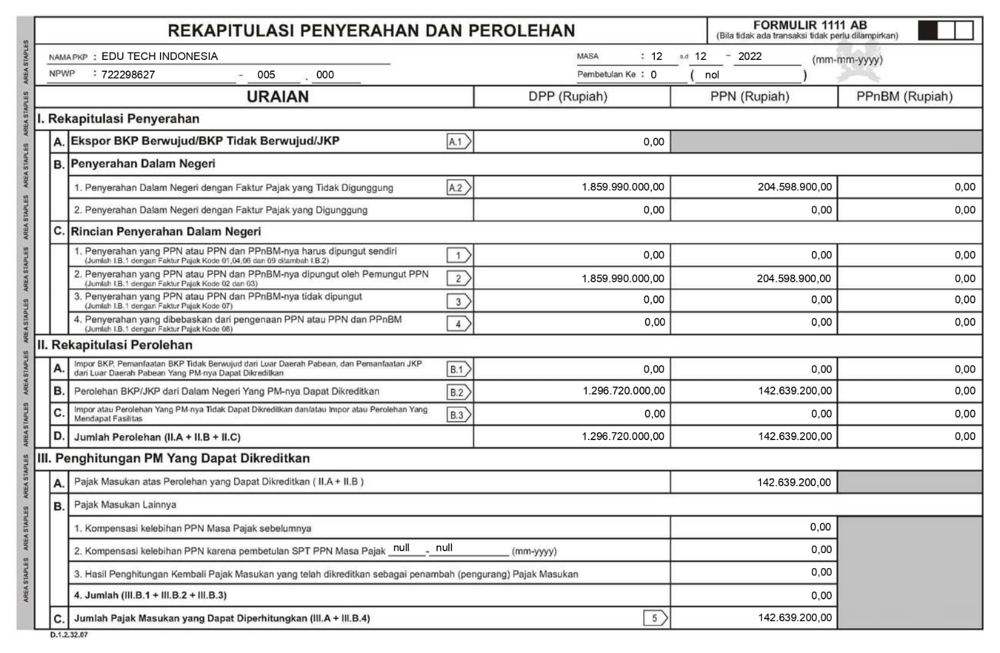 REKAPITULASI PENYERAHAN DAN PEROLEHAN
FORMULIR 1111 AB
(Bila tidak ada transaksi tidak perlu dilampirkan)
NAMA PKP : EDU TECH INDONESIA
MASA : 12 s.d 12 - 2022 (mm-mm-yyyy)
NPWP : 722298627 - 005 . 000
Pembetulan Ke : 0 ( nol )
URAIAN DPP (Rupiah) PPN (Rupiah) PPnBM (Rupiah)
I. Rekapitulasi Penyerahan
A. Ekspor BKP Berwujud/BKP Tidak Berwujud/JKP A.1 0,00
B. Penyerahan Dalam Negeri
1. Penyerahan Dalam Negeri dengan Faktur Pajak yang Tidak Digunggung A.2 1.859.990.000,00 204.598.900,00 0,00
2. Penyerahan Dalam Negeri dengan Faktur Pajak yang Digunggung 0,00 0,00 0,00
C. Rincian Penyerahan Dalam Negeri
1. Penyerahan yang PPN atau PPN dan PPnBM-nya harus dipungut sendiri 1 0,00 0,00 0,00
(Jumlah I.B.1 dengan Faktur Pajak Kode 01,04,06 dan 09 ditambah I.B.2)
2. Penyerahan yang PPN atau PPN dan PPnBM-nya dipungut oleh Pemungut PPN 2 1.859.990.000,00 204.598.900,00 0,00
(Jumlah I.B.1 dengan Faktur Pajak Kode 02 dan 03)
3. Penyerahan yang PPN atau PPN dan PPnBM-nya tidak dipungut 3 0,00 0,00 0,00
(Jumlah I.B.1 dengan Faktur Pajak Kode 07)
4. Penyerahan yang dibebaskan dari pengenaan PPN atau PPN dan PPnBM 4 0,00 0,00 0,00
(Jumlah I.B.1 dengan Faktur Pajak Kode 08)
II. Rekapitulasi Perolehan
A. Impor BKP, Pemanfaatan BKP Tidak Berwujud dari Luar Daerah Pabean, dan Pemanfaatan JKP
dari Luar Daerah Pabean Yang PM-nya Dapat Dikreditkan B.1 0,00 0,00 0,00
B. Perolehan BKP/JKP dari Dalam Negeri Yang PM-nya Dapat Dikreditkan B.2 1.296.720.000,00 142.639.200,00 0,00
C. Impor atau Perolehan Yang PM-nya Tidak Dapat Dikreditkan dan/atau Impor atau Perolehan Yang
Mendapat Fasilitas B.3 0,00 0,00 0,00
D. Jumlah Perolehan (II.A + II.B + II.C) 1.296.720.000,00 142.639.200,00 0,00
III. Penghitungan PM Yang Dapat Dikreditkan
A. Pajak Masukan atas Perolehan yang Dapat Dikreditkan ( II.A + II.B ) 142.639.200,00
B. Pajak Masukan Lainnya
1. Kompensasi kelebihan PPN Masa Pajak sebelumnya 0,00
2. Kompensasi kelebihan PPN karena pembetulan SPT PPN Masa Pajak null - null (mm-yyyy) 0,00
3. Hasil Penghitungan Kembali Pajak Masukan yang telah dikreditkan sebagai penambah (pengurang) Pajak Masukan 0,00
4. Jumlah (III.B.1 + III.B.2 + III.B.3) 0,00
C. Jumlah Pajak Masukan yang Dapat Diperhitungkan (III.A + III.B.4) 5 142.639.200,00
D.1.2.32.07
AREA STAPLES AREA STAPLES AREA STAPLES AREA STAPLES AREA STAPLES AREA STAPLES AREA STAPLES AREA STAPLES AREA STAPLES AREA STAPLES AREA STAPLES